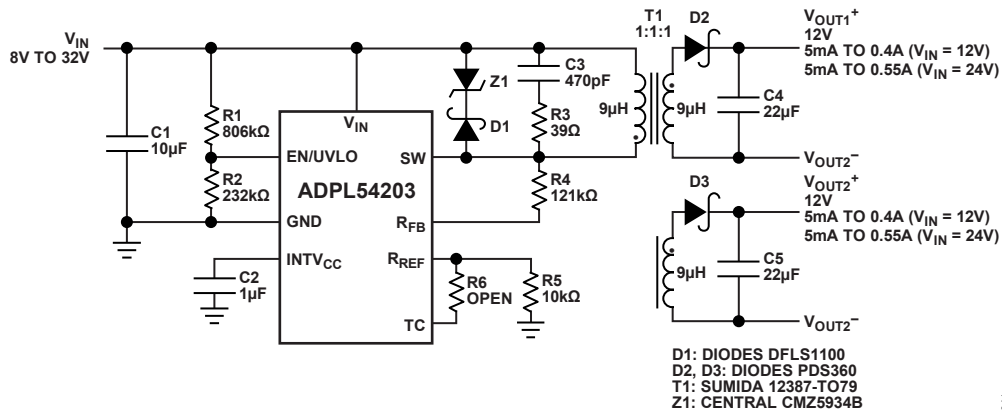 VIN
8V TO 32V
C1
10µF
R1
806kΩ
R2
232kΩ
VIN
EN/UVLO
SW
ADPL54203
GND
RFB
INTVCC
RREF
TC
C2
1µF
Z1
D1
C3
470pF
R3
39Ω
R4
121kΩ
R6
OPEN
R5
10kΩ
T1
1:1:1
9µH
9µH
D2
C4
22µF
VOUT1+
12V
5mA TO 0.4A (VIN = 12V)
5mA TO 0.55A (VIN = 24V)
VOUT2–
D3
9µH
C5
22µF
VOUT2+
12V
5mA TO 0.4A (VIN = 12V)
5mA TO 0.55A (VIN = 24V)
VOUT2–
D1: DIODES DFLS1100
D2, D3: DIODES PDS360
T1: SUMIDA 12387-TO79
Z1: CENTRAL CMZ5934B